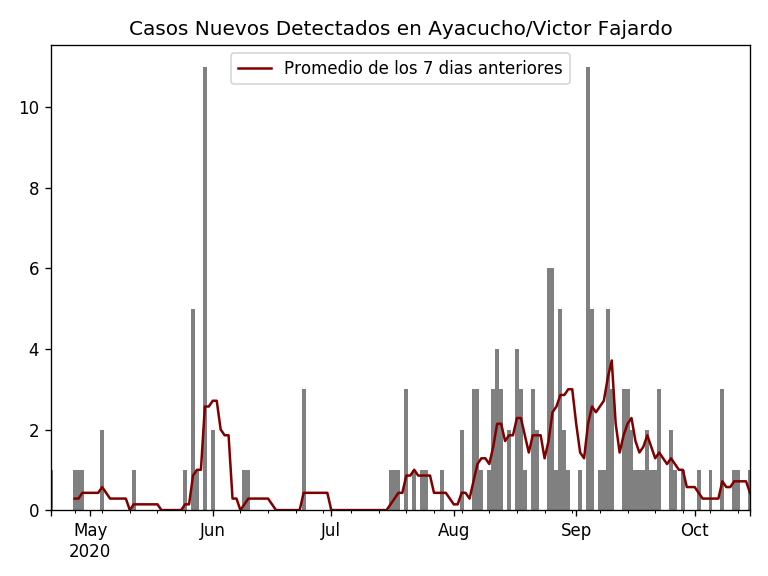 Casos Nuevos Detectados en Ayacucho/Victor Fajardo
Promedio de los 7 dias anteriores
10
8
6
4
2
0
May Jun Jul Aug Sep Oct
2020